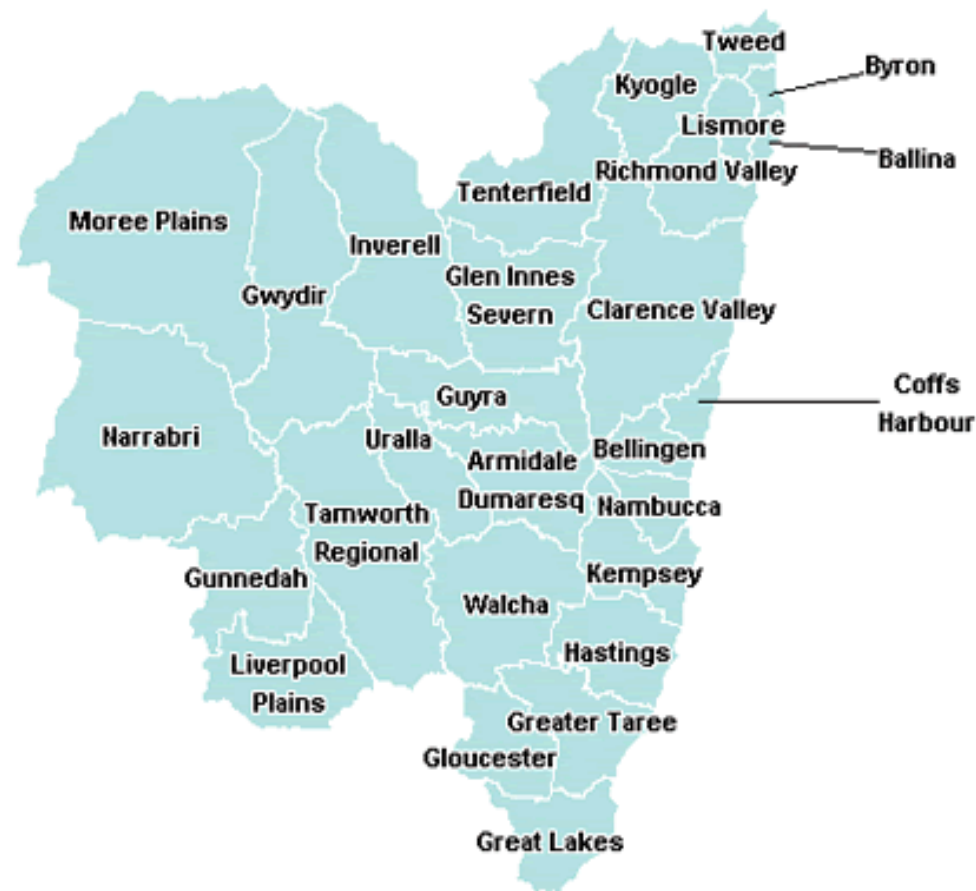 Tweed
Byron
Kyogle
Lismore
Ballina
Richmond Valley
Tenterfield
Moree Plains
Inverell
Glen Innes
Severn
Gwydir
Clarence Valley
Coffs
Harbour
Guyra
Narrabri
Uralla
Armidale
Dumaresq
Bellingen
Nambucca
Tamworth
Regional
Gunnedah
Kempsey
Walcha
Hastings
Liverpool
Plains
Greater Taree
Gloucester
Great Lakes